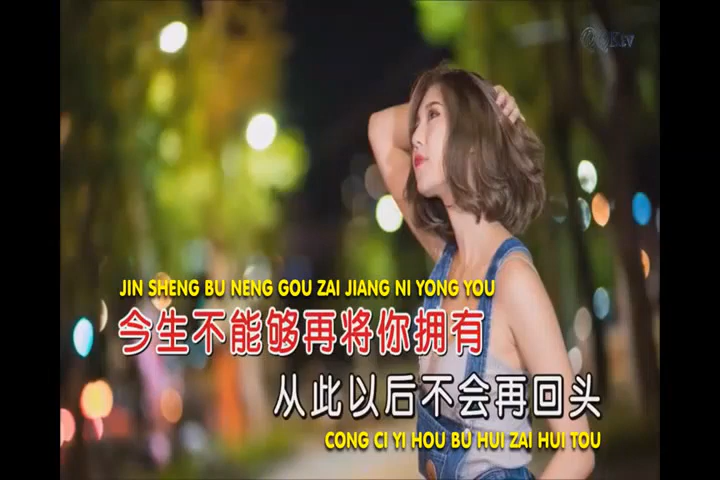 JIN SHENG BU NENG GOU ZAI JIANG NI YONG YOU
今生不能够再将你拥有
从此以后不会再回头
CONG CI YI HOU BU HUI ZAI HUI TOU